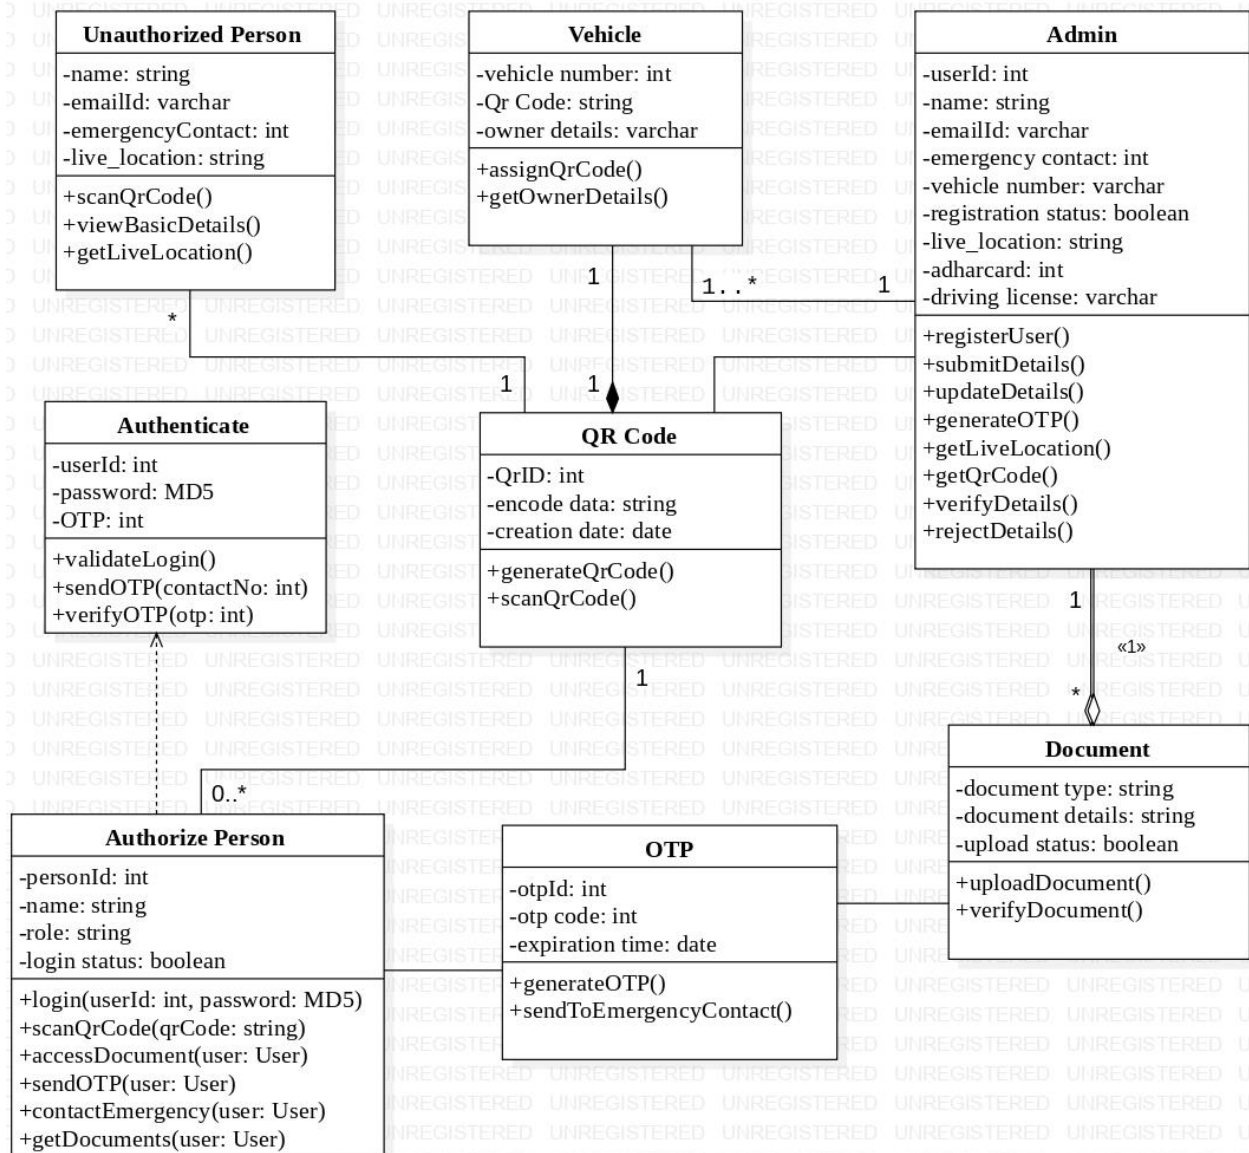 Unauthorized Person
-name: string
-emailId: varchar
-emergencyContact: int
-live_location: string
+scanQrCode()
+viewBasicDetails()
+getLiveLocation()
Vehicle
-vehicle number: int
-Qr Code: string
-owner details: varchar
+assignQrCode()
+getOwnerDetails()
Admin
-userId: int
-name: string
-emailId: varchar
-emergency contact: int
-vehicle number: varchar
-registration status: boolean
-live_location: string
-adharcard: int
-driving license: varchar
+registerUser()
+submitDetails()
+updateDetails()
+generateOTP()
+getLiveLocation()
+getQrCode()
+verifyDetails()
+rejectDetails()
*
1
1
1
1..*
1
Authenticate
-userId: int
-password: MD5
-OTP: int
+validateLogin()
+sendOTP(contactNo: int)
+verifyOTP(otp: int)
QR Code
-QrID: int
-encode data: string
-creation date: date
+generateQrCode()
+scanQrCode()
1
0..*
1
«1»
*
Authorize Person
-personId: int
-name: string
-role: string
-login status: boolean
+login(userId: int, password: MD5)
+scanQrCode(qrCode: string)
+accessDocument(user: User)
+sendOTP(user: User)
+contactEmergency(user: User)
+getDocuments(user: User)
OTP
-otpId: int
-otp code: int
-expiration time: date
+generateOTP()
+sendToEmergencyContact()
Document
-document type: string
-document details: string
-upload status: boolean
+uploadDocument()
+verifyDocument()
UNREGISTERED